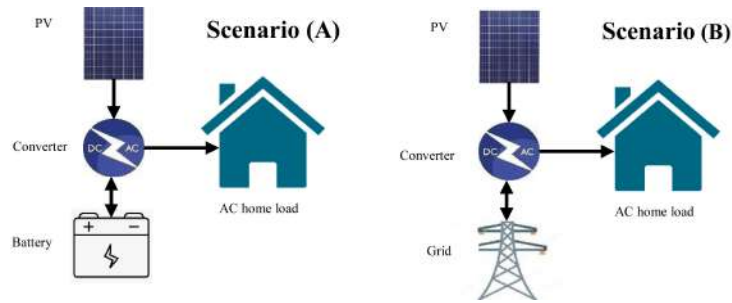 PV
Scenario (A)
Converter
DC AC
AC home load
Battery
+ −
PV
Scenario (B)
Converter
DC AC
AC home load
Grid